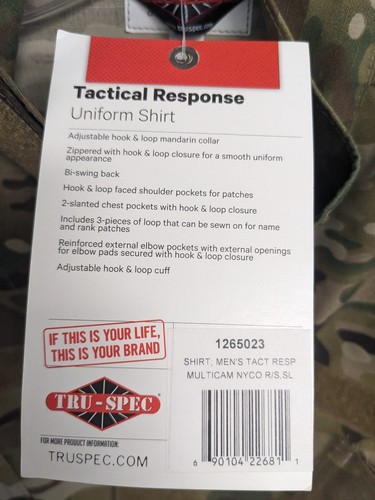 TRUSPEC.COM
Tactical Response
Uniform Shirt
Adjustable hook & loop mandarin collar
Zippered with hook & loop closure for a smooth uniform
appearance
Bi-swing back
Hook & loop faced shoulder pockets for patches
2-slanted chest pockets with hook & loop closure
Includes 3-pieces of loop that can be sewn on for name
and rank patches
Reinforced external elbow pockets with external openings
for elbow pads secured with hook & loop closure
Adjustable hook & loop cuff
IF THIS IS YOUR LIFE,
THIS IS YOUR BRAND
TRU-SPEC®
FOR MORE PRODUCT INFORMATION:
TRUSPEC.COM
1265023
SHIRT, MEN'S TACT RESP
MULTICAM NYCO R/S,SL
6 90104 22681 1